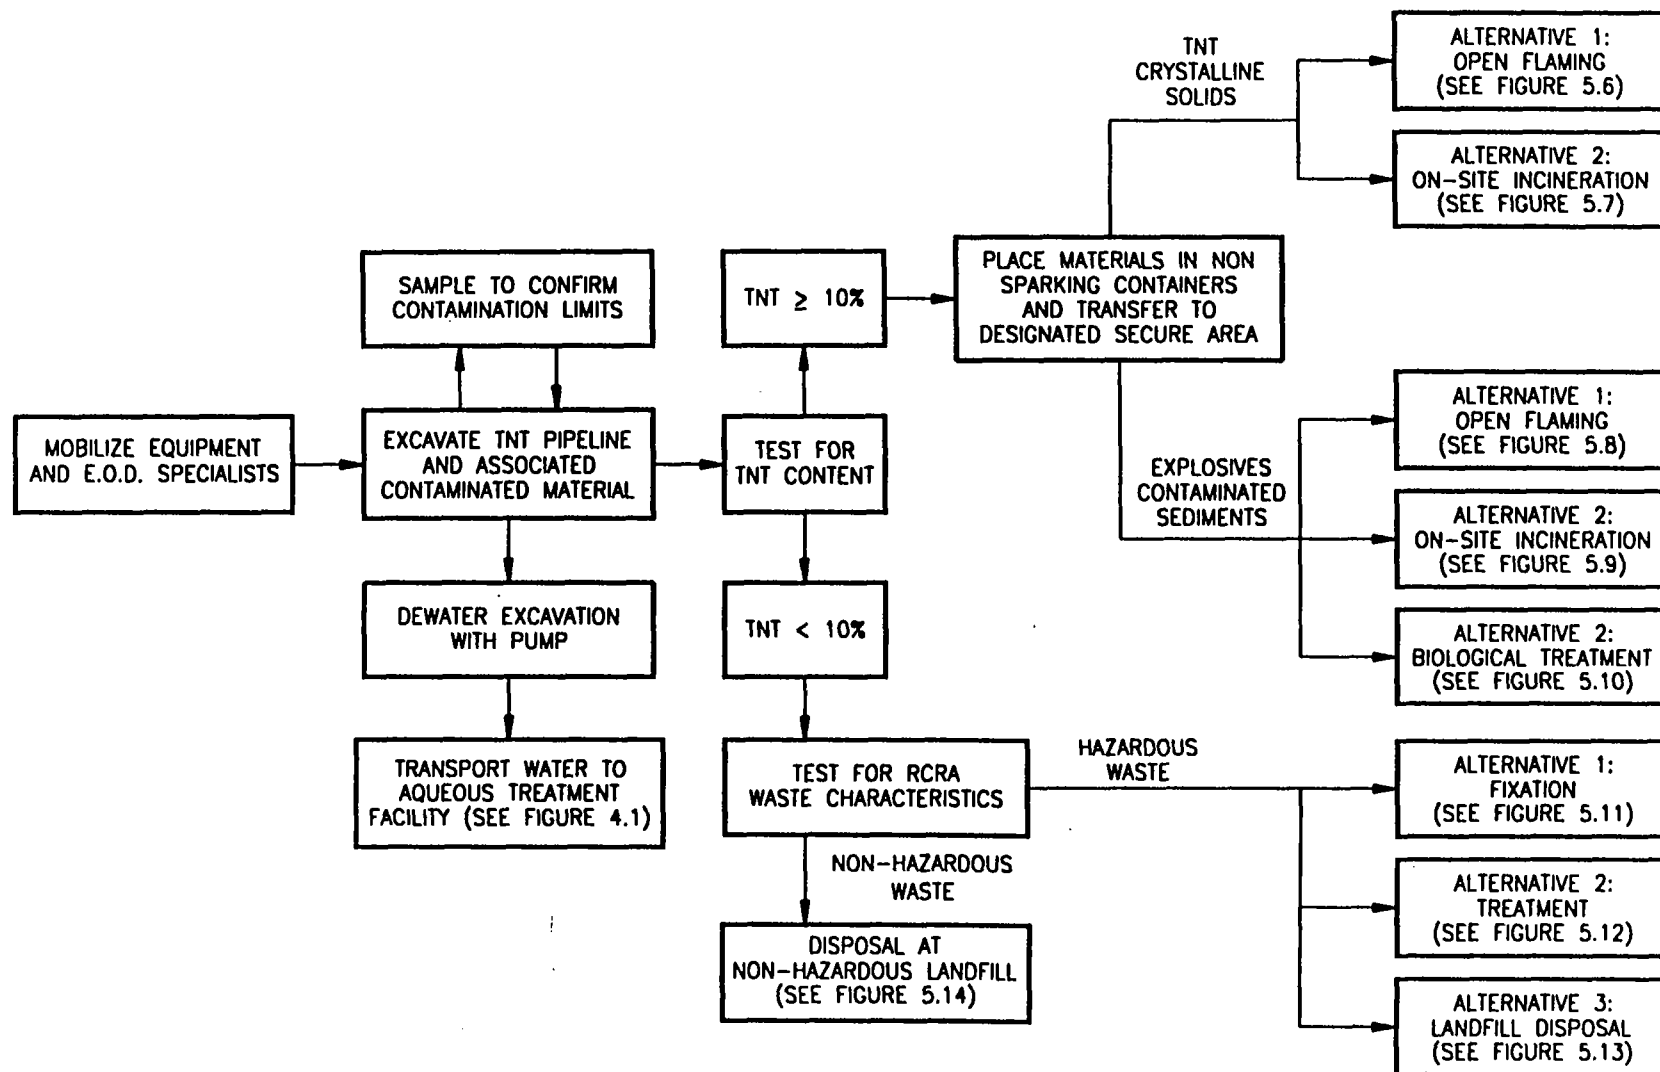 MOBILIZE EQUIPMENT
AND E.O.D. SPECIALISTS
SAMPLE TO CONFIRM
CONTAMINATION LIMITS
EXCAVATE TNT PIPELINE
AND ASSOCIATED
CONTAMINATED MATERIAL
DEWATER EXCAVATION
WITH PUMP
TRANSPORT WATER TO
AQUEOUS TREATMENT
FACILITY (SEE FIGURE 4.1)
TNT ≥ 10%
TEST FOR
TNT CONTENT
TNT < 10%
TEST FOR RCRA
WASTE CHARACTERISTICS
NON-HAZARDOUS
WASTE
DISPOSAL AT
NON-HAZARDOUS LANDFILL
(SEE FIGURE 5.14)
PLACE MATERIALS IN NON
SPARKING CONTAINERS
AND TRANSFER TO
DESIGNATED SECURE AREA
TNT
CRYSTALLINE
SOLIDS
ALTERNATIVE 1:
OPEN FLAMING
(SEE FIGURE 5.6)
ALTERNATIVE 2:
ON-SITE INCINERATION
(SEE FIGURE 5.7)
EXPLOSIVES
CONTAMINATED
SEDIMENTS
ALTERNATIVE 1:
OPEN FLAMING
(SEE FIGURE 5.8)
ALTERNATIVE 2:
ON-SITE INCINERATION
(SEE FIGURE 5.9)
ALTERNATIVE 2:
BIOLOGICAL TREATMENT
(SEE FIGURE 5.10)
HAZARDOUS
WASTE
ALTERNATIVE 1:
FIXATION
(SEE FIGURE 5.11)
ALTERNATIVE 2:
TREATMENT
(SEE FIGURE 5.12)
ALTERNATIVE 3:
LANDFILL DISPOSAL
(SEE FIGURE 5.13)